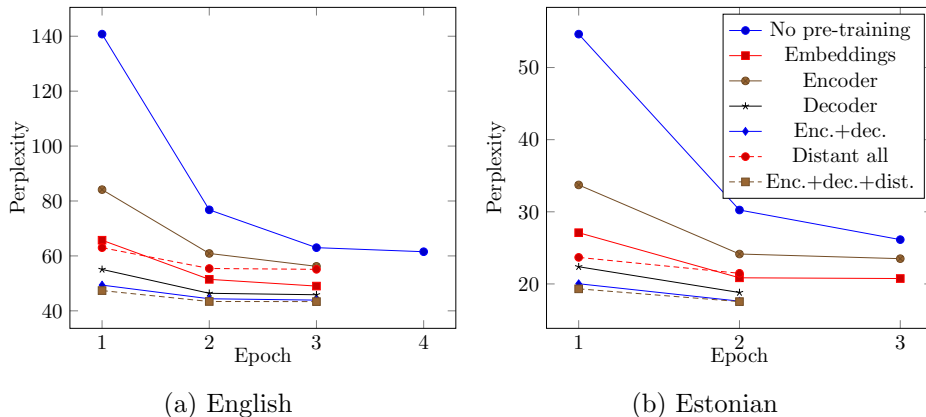 140
120
100
80
60
40
1 2 3 4
Perplexity
Epoch
(a) English
50
40
30
20
1 2 3
Perplexity
Epoch
No pre-training
Embeddings
Encoder
Decoder
Enc.+dec.
Distant all
Enc.+dec.+dist.
(b) Estonian